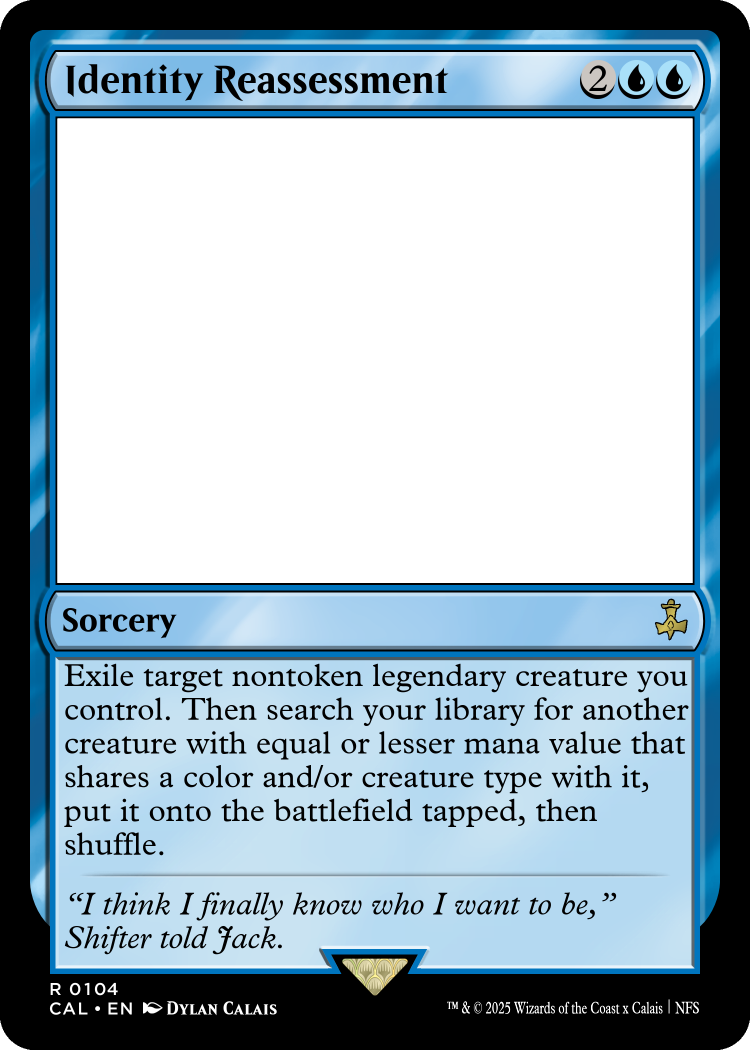 Identity Reassessment 2
Sorcery
Exile target nontoken legendary creature you
control. Then search your library for another
creature with equal or lesser mana value that
shares a color and/or creature type with it,
put it onto the battlefield tapped, then
shuffle.
“I think I finally know who I want to be,”
Shifter told Jack.
R 0104
CAL • EN DYLAN CALAIS
™ & © 2025 Wizards of the Coast x Calais | NFS